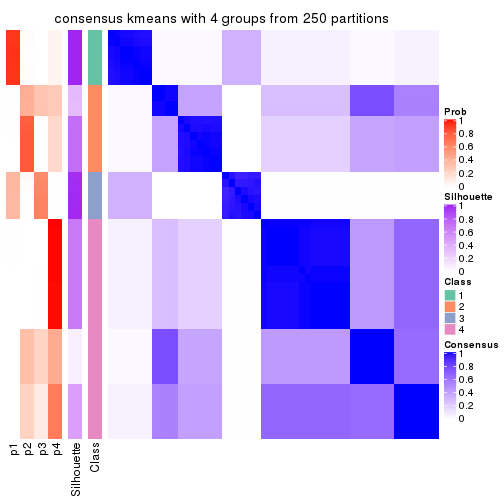 consensus kmeans with 4 groups from 250 partitions
Prob
1
0.8
0.6
0.4
0.2
0
Silhouette
1
0.8
0.6
0.4
0.2
0
Class
1
2
3
4
Consensus
1
0.8
0.6
0.4
0.2
0
p1
p2
p3
p4
Silhouette
Class